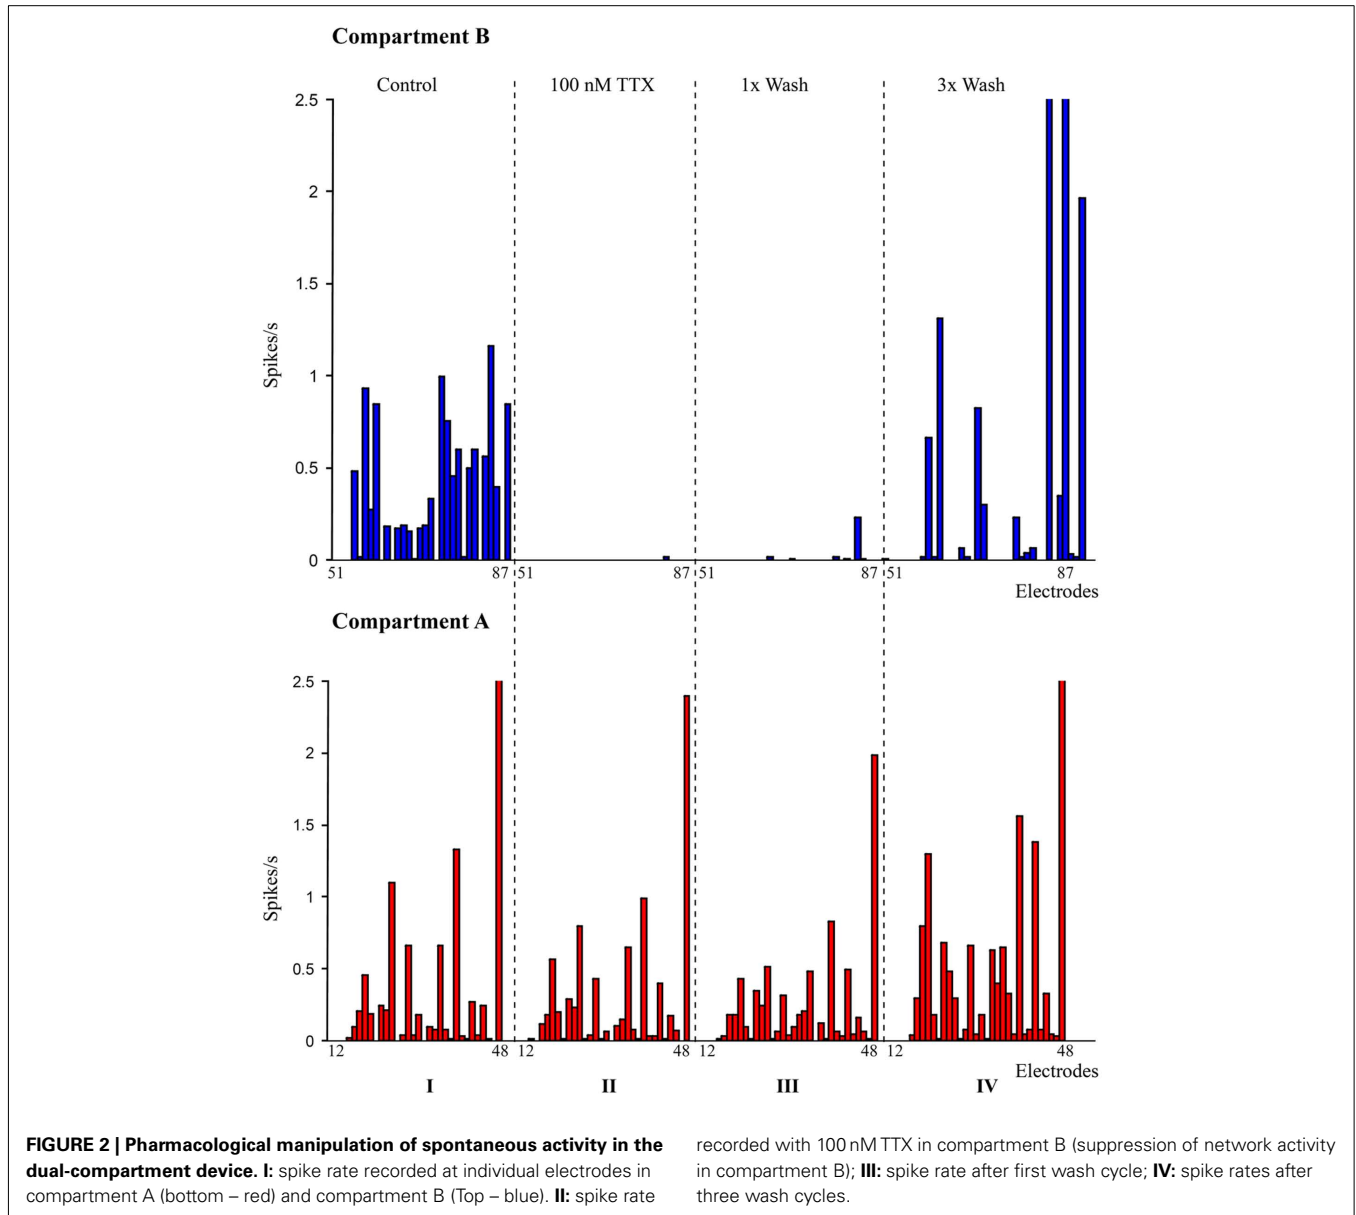 Compartment B
Control 100 nM TTX 1x Wash 3x Wash
2.5
2
1.5
1
0.5
0
Spikes/s
51 87 51 87 51 87 51 87
Electrodes
Compartment A
2.5
2
1.5
1
0.5
0
Spikes/s
12 48 12 48 12 48 12 48
Electrodes
I II III IV
FIGURE 2 | Pharmacological manipulation of spontaneous activity in the
dual-compartment device. I: spike rate recorded at individual electrodes in
compartment A (bottom – red) and compartment B (Top – blue). II: spike rate
recorded with 100 nM TTX in compartment B (suppression of network activity
in compartment B); III: spike rate after first wash cycle; IV: spike rates after
three wash cycles.